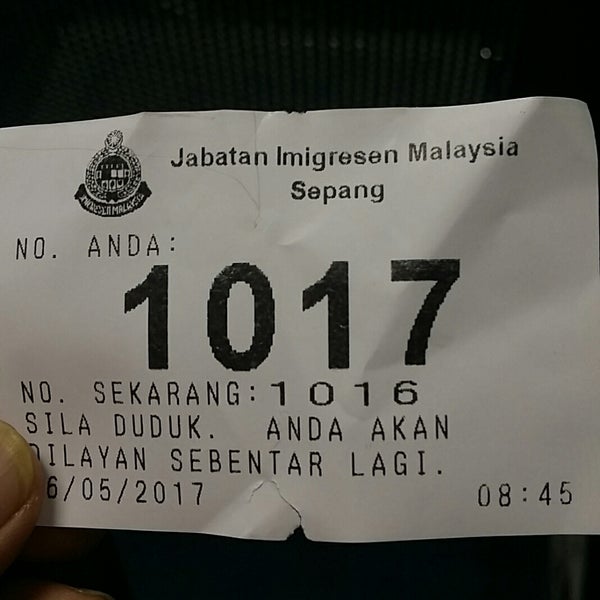 Jabatan Imigresen Malaysia
Sepang
NO. ANDA:
1017
NO. SEKARANG: 1016
SILA DUDUK. ANDA AKAN
DILAYAN SEBENTAR LAGI.
6/05/2017 08:45